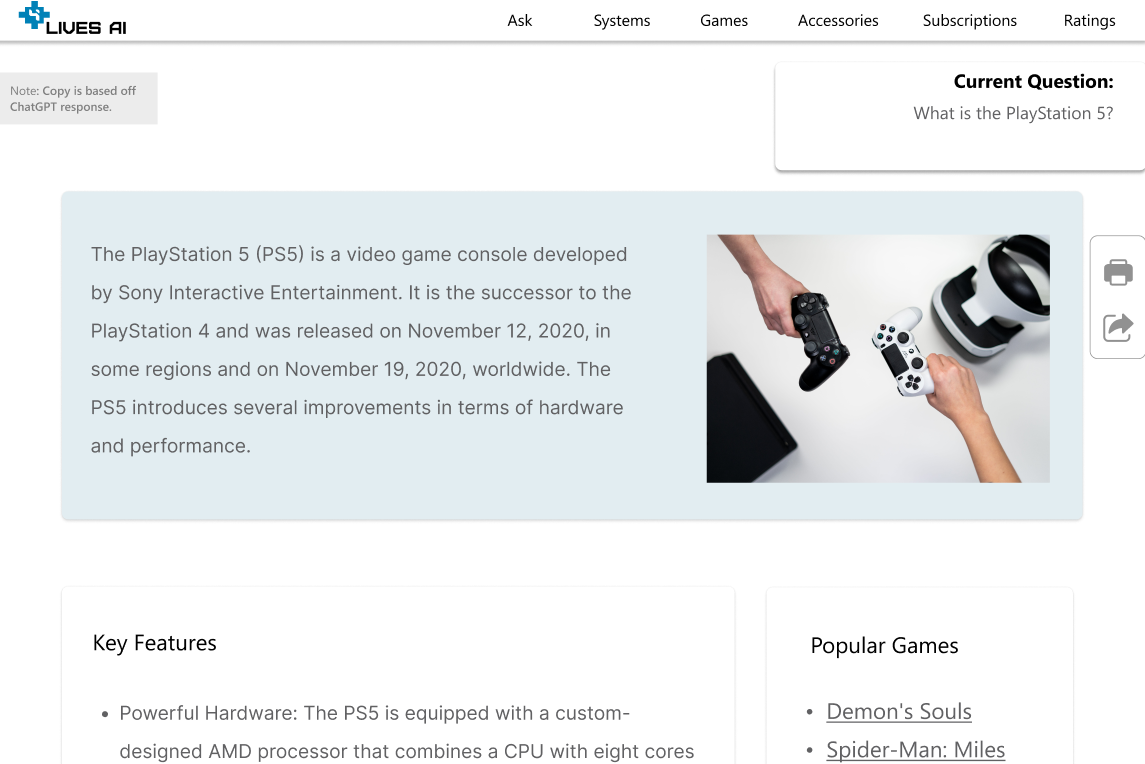 LIVES AI
Ask Systems Games Accessories Subscriptions Ratings
Note: Copy is based off
ChatGPT response.
Current Question:
What is the PlayStation 5?
The PlayStation 5 (PS5) is a video game console developed
by Sony Interactive Entertainment. It is the successor to the
PlayStation 4 and was released on November 12, 2020, in
some regions and on November 19, 2020, worldwide. The
PS5 introduces several improvements in terms of hardware
and performance.
Key Features
• Powerful Hardware: The PS5 is equipped with a custom-
designed AMD processor that combines a CPU with eight cores
Popular Games
• Demon's Souls
• Spider-Man: Miles